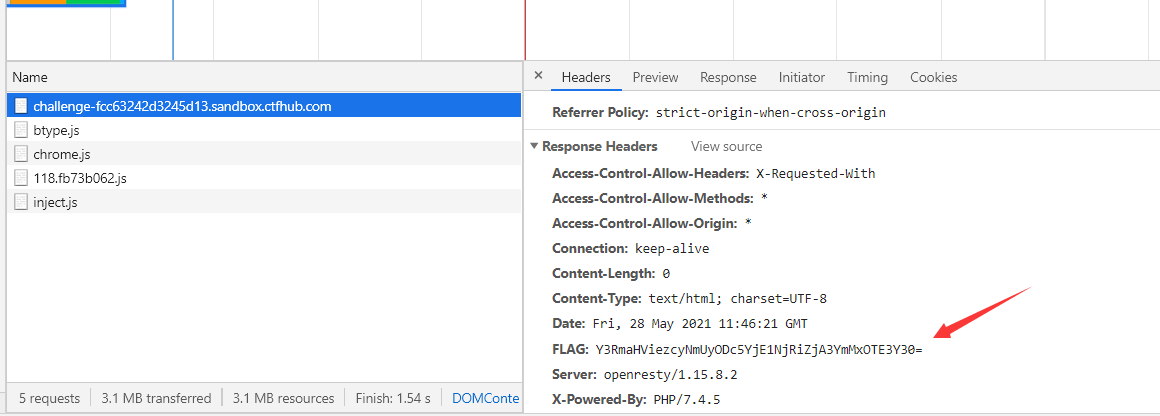 Name
challenge-fcc63242d3245d13.sandbox.ctfhub.com
btype.js
chrome.js
118.fb73b062.js
inject.js
5 requests 3.1 MB transferred 3.1 MB resources Finish: 1.54 s DOMConte
× Headers Preview Response Initiator Timing Cookies
Referrer Policy: strict-origin-when-cross-origin
Response Headers View source
Access-Control-Allow-Headers: X-Requested-With
Access-Control-Allow-Methods: *
Access-Control-Allow-Origin: *
Connection: keep-alive
Content-Length: 0
Content-Type: text/html; charset=UTF-8
Date: Fri, 28 May 2021 11:46:21 GMT
FLAG: Y3RmaHViezcyNmUyODc5YjE1NjRiZjA3YmMxOTE3Y30=
Server: openresty/1.15.8.2
X-Powered-By: PHP/7.4.5